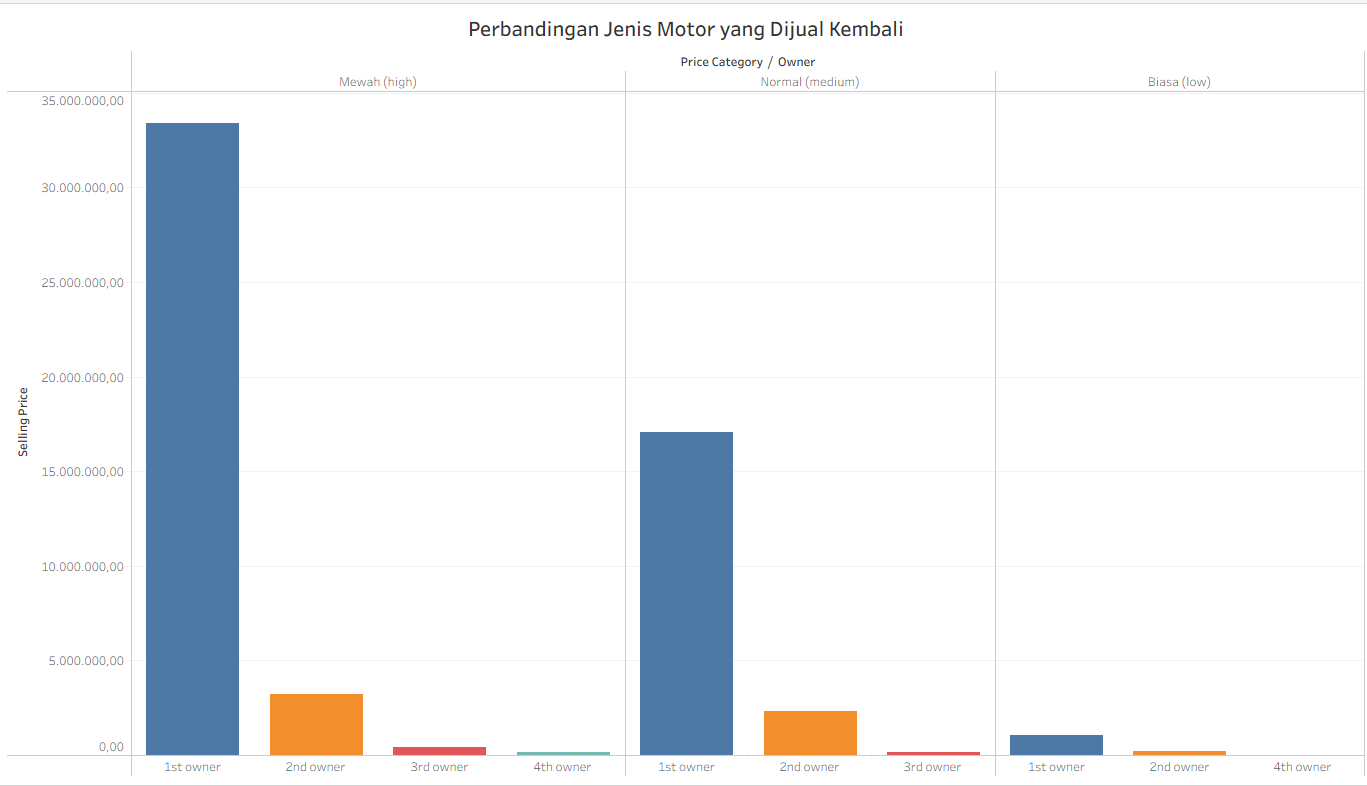 Perbandingan Jenis Motor yang Dijual Kembali
Price Category / Owner
Mewah (high) Normal (medium) Biasa (low)
35.000.000,00
30.000.000,00
25.000.000,00
20.000.000,00
15.000.000,00
10.000.000,00
5.000.000,00
0,00
Selling Price
1st owner 2nd owner 3rd owner 4th owner 1st owner 2nd owner 3rd owner 1st owner 2nd owner 4th owner